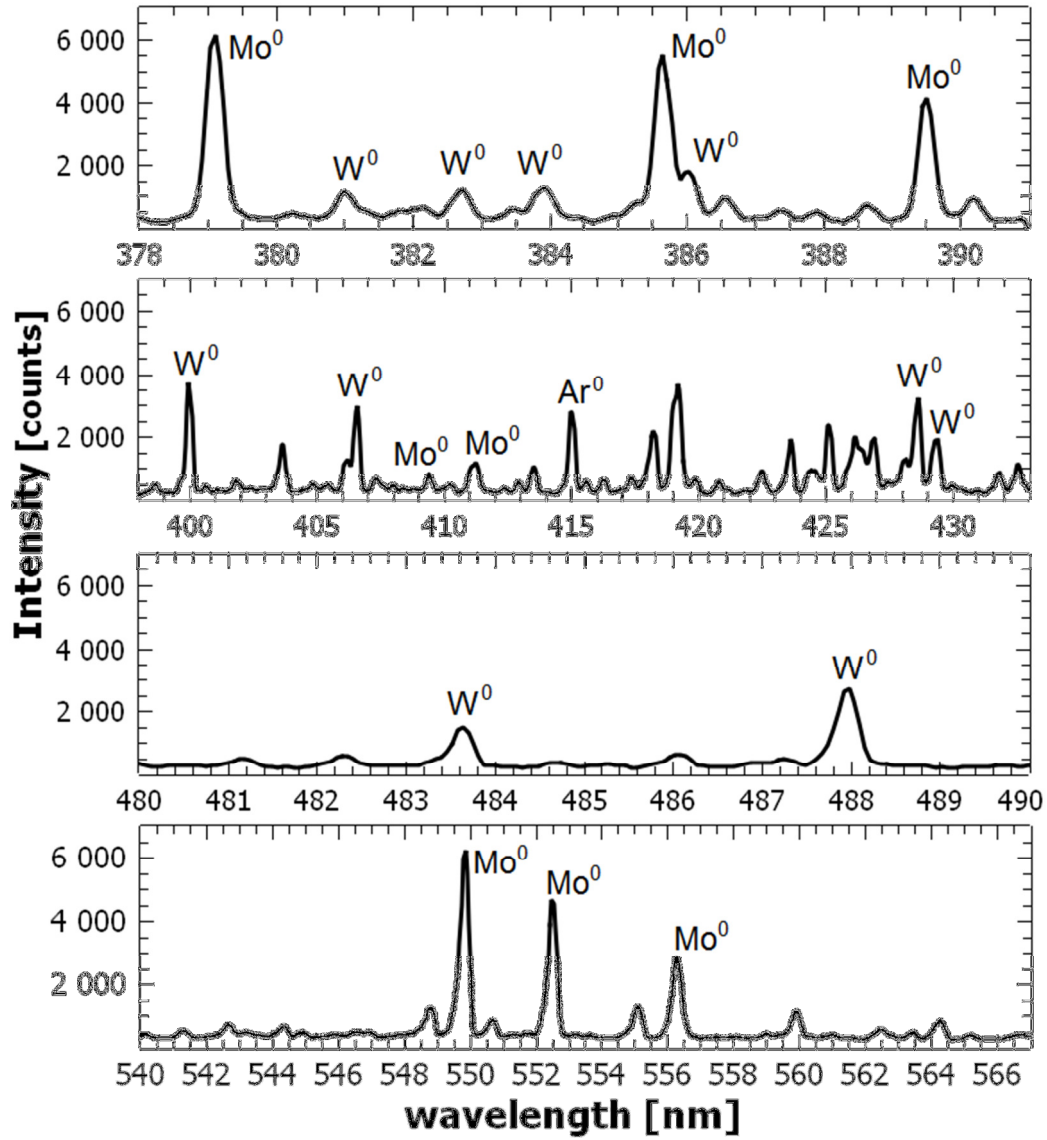 Intensity [counts]
6 000
4 000
2 000
Mo⁰
W⁰
W⁰
W⁰
Mo⁰
W⁰
Mo⁰
378 380 382 384 386 388 390
6 000
4 000
2 000
W⁰
W⁰
Mo⁰
Mo⁰
Ar⁰
W⁰
W⁰
400 405 410 415 420 425 430
6 000
4 000
2 000
W⁰
W⁰
480 481 482 483 484 485 486 487 488 489 490
6 000
4 000
2 000
Mo⁰
Mo⁰
Mo⁰
540 542 544 546 548 550 552 554 556 558 560 562 564 566
wavelength [nm]